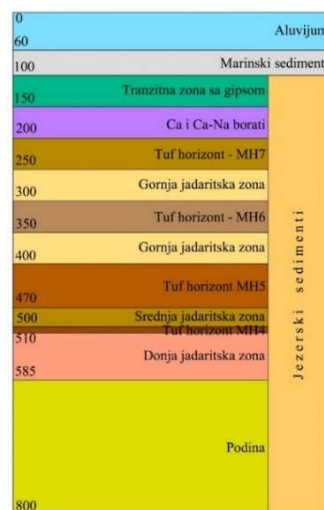 0
Aluvijum
60
Marinski sediment
100
Tranzitna zona sa gipsom
150
Ca i Ca-Na borati
200
Tuf horizont - MH7
250
Gornja jadaritska zona
300
Tuf horizont - MH6
350
Gornja jadaritska zona
400
Tuf horizont MH5
470
Srednja jadaritska zona
500
Tuf horizont MH4
510
Donja jadaritska zona
585
Podina
800
Jezerski sedimenti